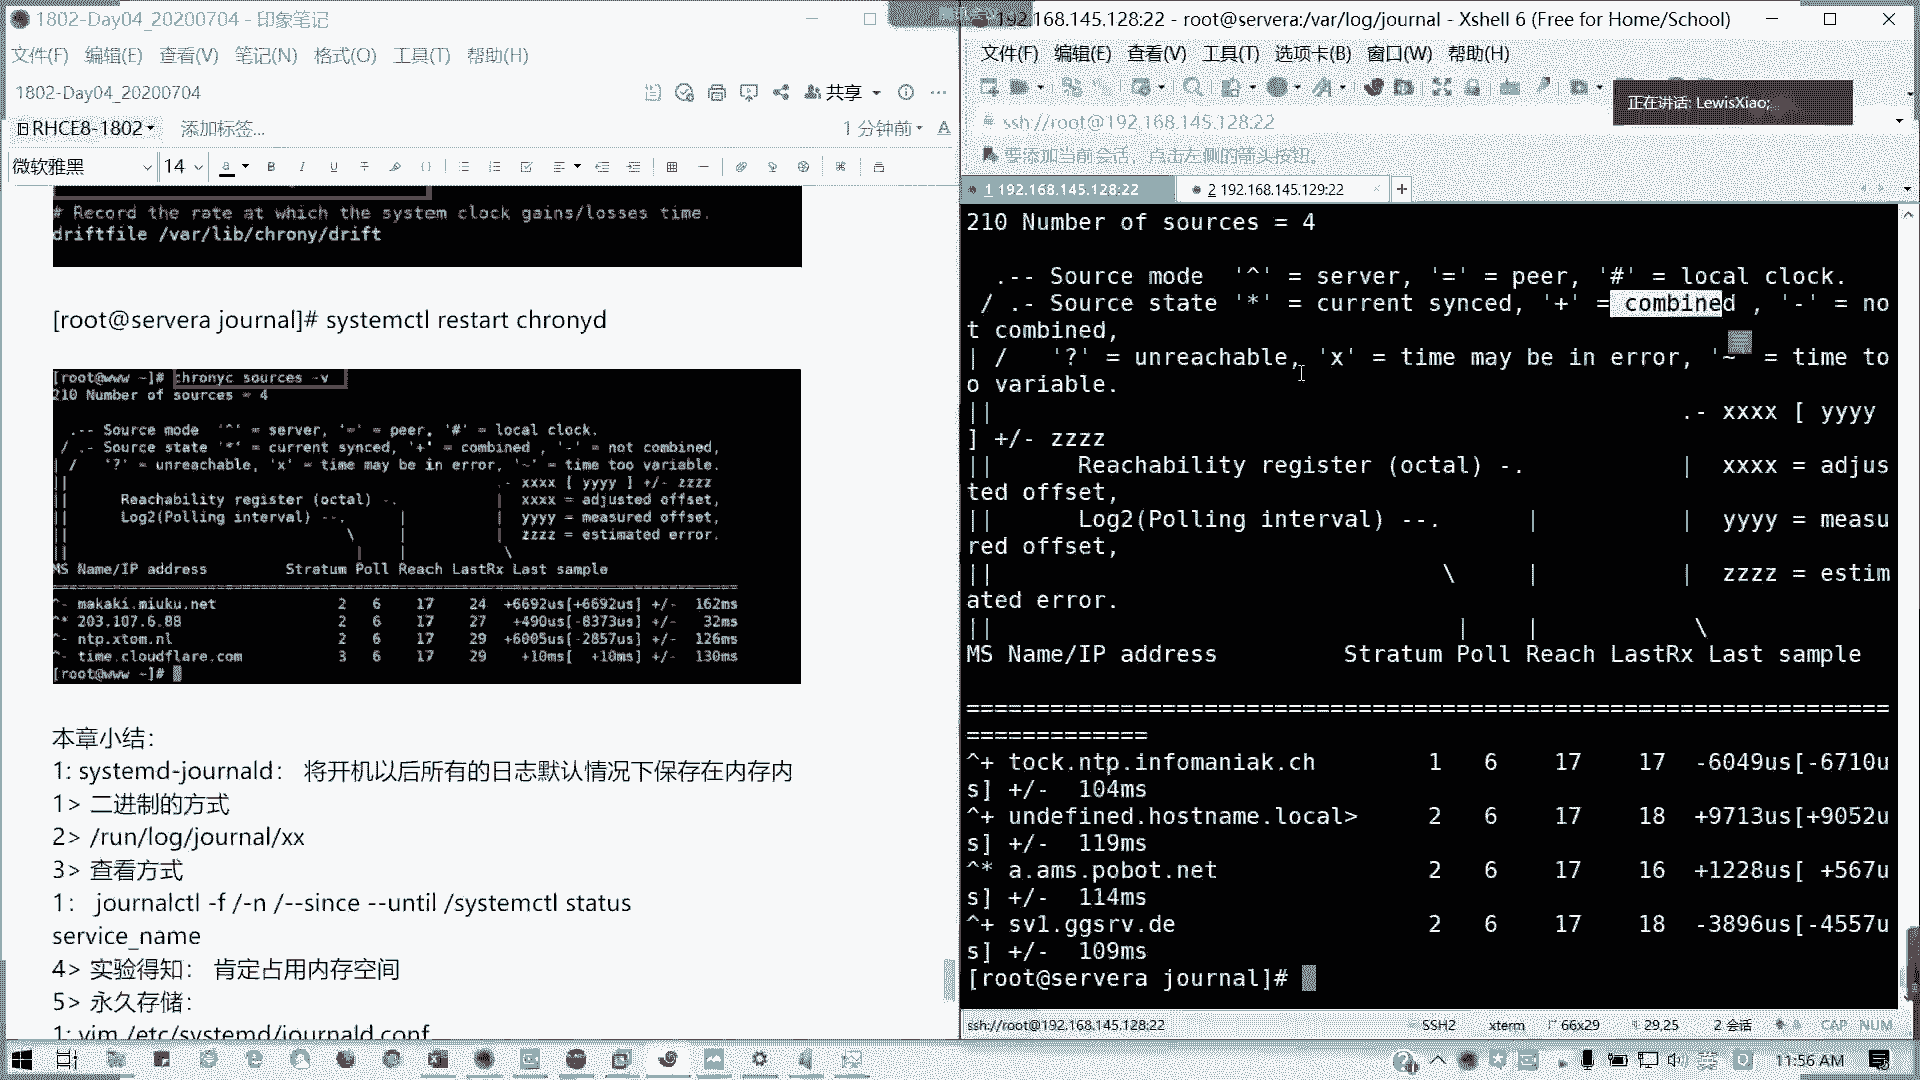 1802-Day04_20200704 - 印象笔记
文件(F) 编辑(E) 查看(V) 笔记(N) 格式(O) 工具(T) 帮助(H)
1802-Day04_20200704
共享
RHCE8-1802 添加标签...
1 分钟前
微软雅黑 14
# Record the rate at which the system clock gains/losses time.
driftfile /var/lib/chrony/drift
[root@servera journal]# systemctl restart chronyd
[root@www ~]# chronyc sources -v
210 Number of sources = 4
.-- Source mode '^' = server, '=' = peer, '#' = local clock.
/ .- Source state '*' = current synced, '+' = combined , '-' = not combined,
| / '?' = unreachable, 'x' = time may be in error, '~' = time too variable.
|| .- xxxx [ yyyy ] +/- zzzz
|| Reachability register (octal) -. | xxxx = adjusted offset,
|| Log2(Polling interval) --. | | yyyy = measured offset,
|| \ | | zzzz = estimated error.
|| | | \
MS Name/IP address Stratum Poll Reach LastRx Last sample
^- makaki.miuku.net 2 6 17 24 +6692us[+6692us] +/- 162ms
^* 203.107.6.88 2 6 17 27 +490us[-8373us] +/- 32ms
^- ntp.xtom.nl 2 6 17 29 +6005us[-2857us] +/- 126ms
^- time.cloudflare.com 3 6 17 29 +10ms[ +10ms] +/- 130ms
[root@www ~]#
本章小结：
1: systemd-journald： 将开机以后所有的日志默认情况下保存在内存内
1> 二进制的方式
2> /run/log/journal/xx
3> 查看方式
1： journalctl -f /-n /--since --until /systemctl status
service_name
4> 实验得知： 肯定占用内存空间
5> 永久存储：
1: vim /etc/systemd/journald.conf
192.168.145.128:22 - root@servera:/var/log/journal - Xshell 6 (Free for Home/School)
文件(F) 编辑(E) 查看(V) 工具(T) 选项卡(B) 窗口(W) 帮助(H)
正在讲话: LewisXiao;
ssh://root@192.168.145.128:22
要添加当前会话，点击左侧的箭头按钮。
1 192.168.145.128:22 2 192.168.145.129:22
210 Number of sources = 4
.-- Source mode '^' = server, '=' = peer, '#' = local clock.
/ .- Source state '*' = current synced, '+' = combined , '-' = no
t combined,
| / '?' = unreachable, 'x' = time may be in error, '~' = time to
o variable.
|| .- xxxx [ yyyy
] +/- zzzz
|| Reachability register (octal) -. | xxxx = adjus
ted offset,
|| Log2(Polling interval) --. | | yyyy = measu
red offset,
|| \ | | zzzz = estim
ated error.
|| | | \
MS Name/IP address Stratum Poll Reach LastRx Last sample
===================================================================
=============
^+ tock.ntp.infomaniak.ch 1 6 17 17 -6049us[-6710u
s] +/- 104ms
^+ undefined.hostname.local> 2 6 17 18 +9713us[+9052u
s] +/- 119ms
^* a.ams.pobot.net 2 6 17 16 +1228us[ +567u
s] +/- 114ms
^+ sv1.ggsrv.de 2 6 17 18 -3896us[-4557u
s] +/- 109ms
[root@servera journal]#
ssh://root@192.168.145.128:22 SSH2 xterm 66x29 29,25 2 会话 CAP NUM
11:56 AM